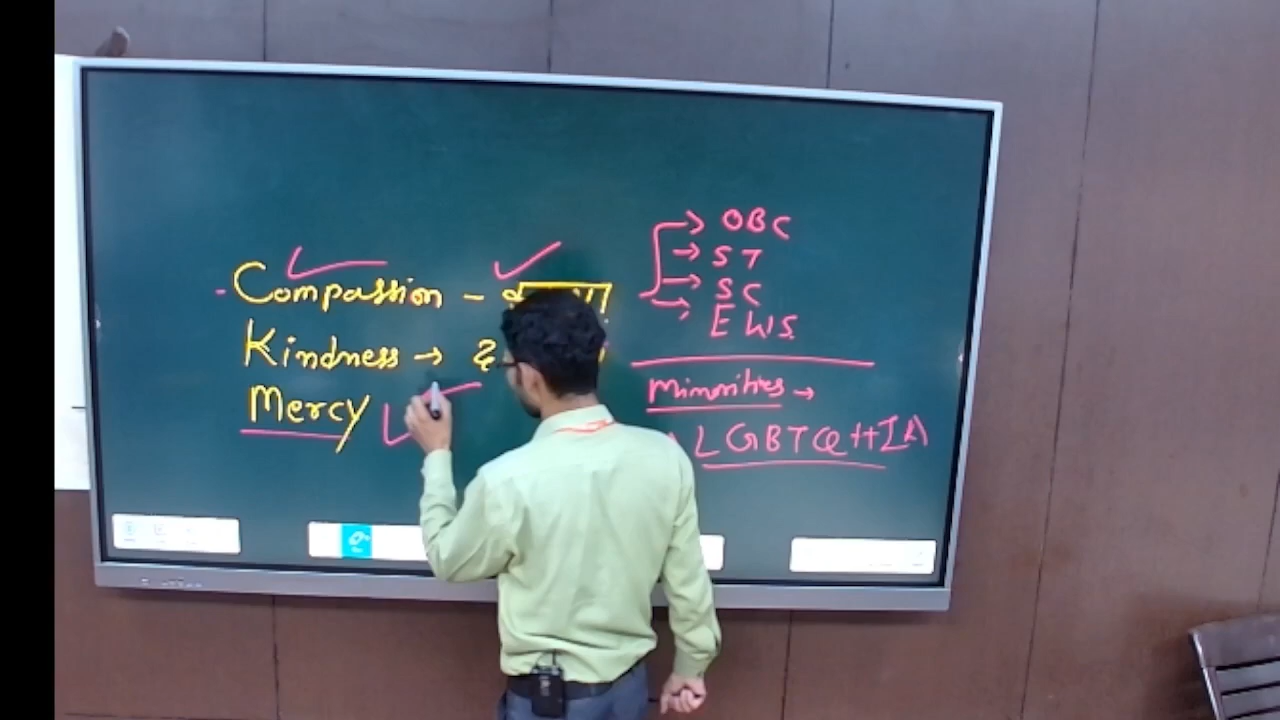 Compassion -
Kindness →
Mercy
→ OBC
→ ST
→ SC
→ EWS
Minorities →
LGBTQ++IA